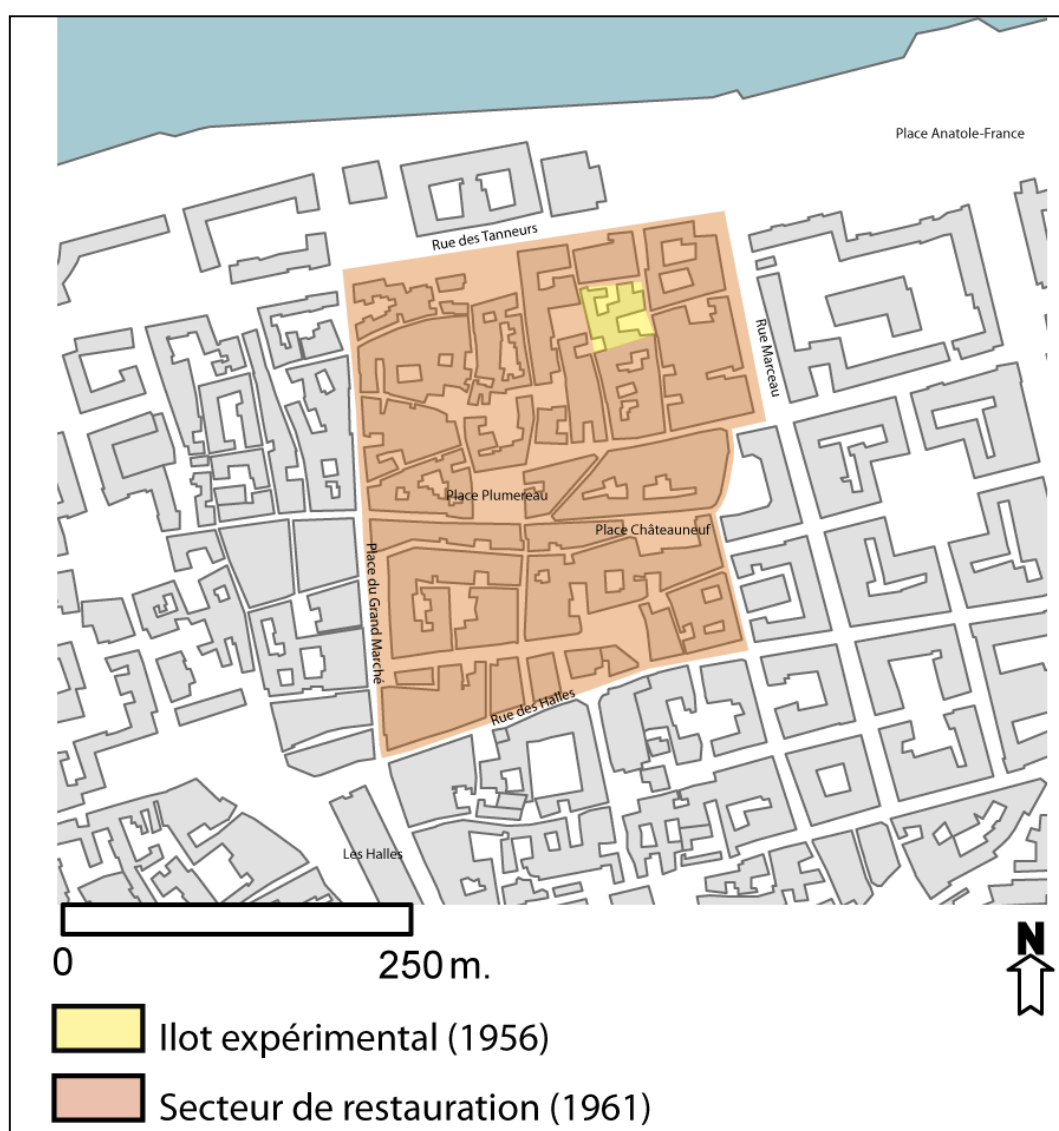 Place Anatole-France
Rue des Tanneurs
Rue Marceau
Place Plumereau
Place Châteauneuf
Place du Grand Marché
Rue des Halles
Les Halles
0 250 m.
N
Ilot expérimental (1956)
Secteur de restauration (1961)